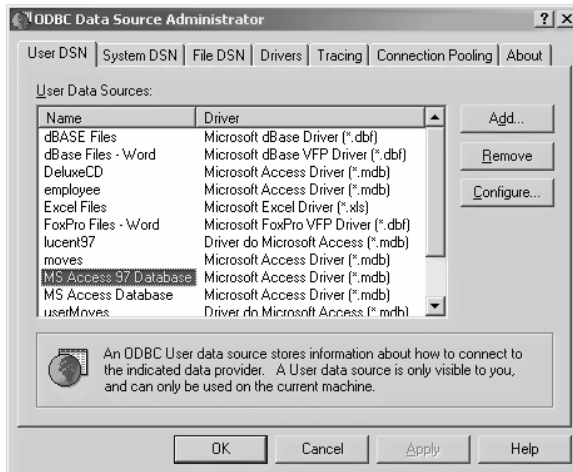 ODBC Data Source Administrator
User DSN System DSN File DSN Drivers Tracing Connection Pooling About
User Data Sources:
Name Driver
dBASE Files Microsoft dBase Driver (*.dbf)
dBase Files - Word Microsoft dBase VFP Driver (*.dbf)
DeluxeCD Microsoft Access Driver (*.mdb)
employee Microsoft Access Driver (*.mdb)
Excel Files Microsoft Excel Driver (*.xls)
FoxPro Files - Word Microsoft FoxPro VFP Driver (*.dbf)
lucent97 Driver do Microsoft Access (*.mdb)
moves Microsoft Access Driver (*.mdb)
MS Access 97 Database Microsoft Access Driver (*.mdb)
MS Access Database Microsoft Access Driver (*.mdb)
userMoves Driver do Microsoft Access (*.mdb)
Add...
Remove
Configure...
An ODBC User data source stores information about how to connect to
the indicated data provider. A User data source is only visible to you,
and can only be used on the current machine.
OK Cancel Apply Help